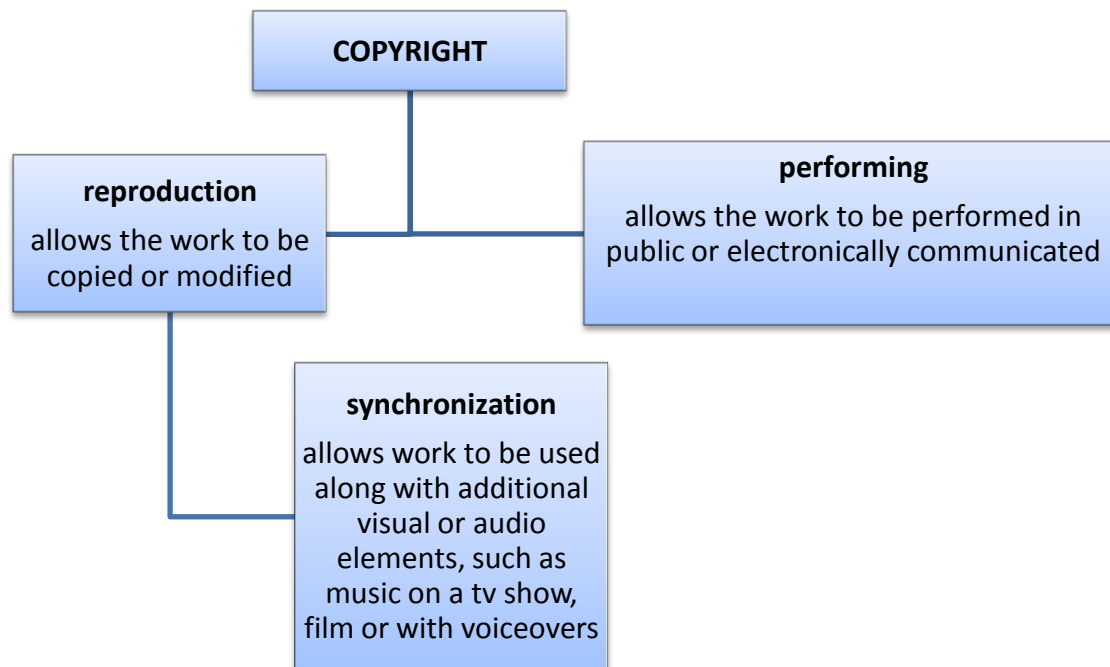 COPYRIGHT
reproduction
allows the work to be
copied or modified
performing
allows the work to be performed in
public or electronically communicated
synchronization
allows work to be used
along with additional
visual or audio
elements, such as
music on a tv show,
film or with voiceovers